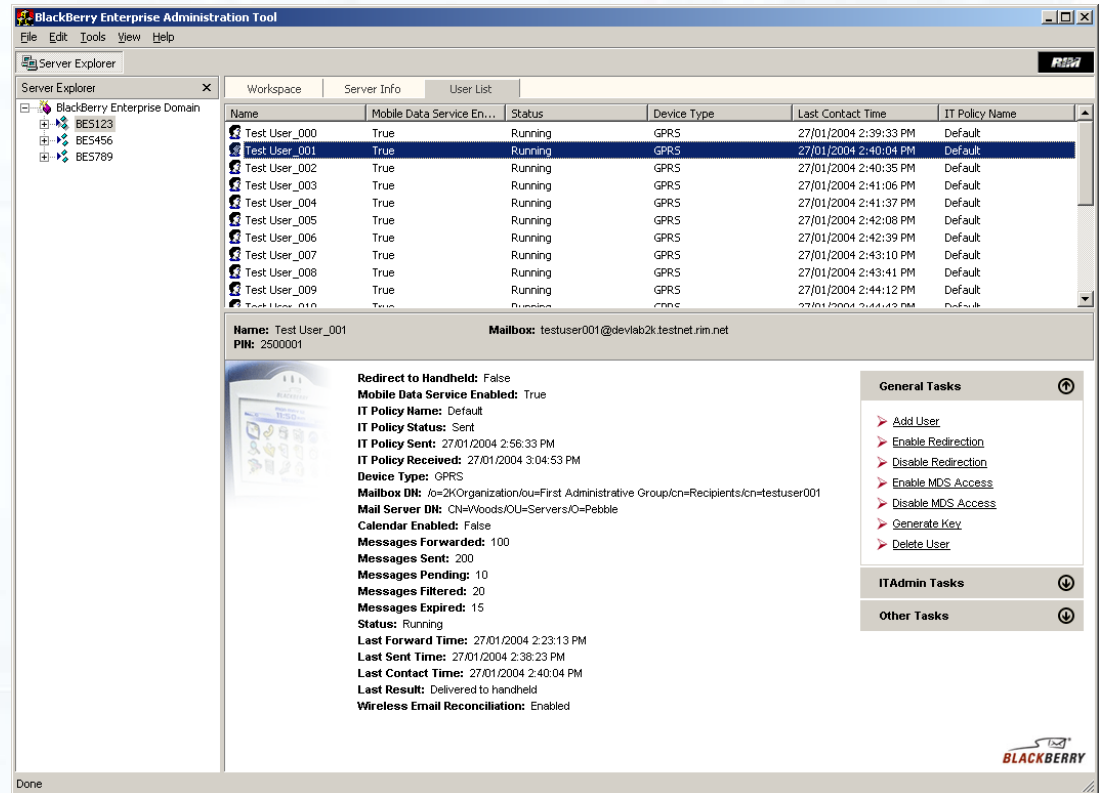 BlackBerry Enterprise Administration Tool
File Edit Tools View Help
Server Explorer RIM
Server Explorer
Workspace Server Info User List
BlackBerry Enterprise Domain
BES123
BES456
BES789
Name Mobile Data Service En... Status Device Type Last Contact Time IT Policy Name
Test User_000 True Running GPRS 27/01/2004 2:39:33 PM Default
Test User_001 True Running GPRS 27/01/2004 2:40:04 PM Default
Test User_002 True Running GPRS 27/01/2004 2:40:35 PM Default
Test User_003 True Running GPRS 27/01/2004 2:41:06 PM Default
Test User_004 True Running GPRS 27/01/2004 2:41:37 PM Default
Test User_005 True Running GPRS 27/01/2004 2:42:08 PM Default
Test User_006 True Running GPRS 27/01/2004 2:42:39 PM Default
Test User_007 True Running GPRS 27/01/2004 2:43:10 PM Default
Test User_008 True Running GPRS 27/01/2004 2:43:41 PM Default
Test User_009 True Running GPRS 27/01/2004 2:44:12 PM Default
Test User_010 True Running GPRS 27/01/2004 2:44:43 PM Default
Name: Test User_001 Mailbox: testuser001@devlab2k.testnet.rim.net
PIN: 2500001
Redirect to Handheld: False
Mobile Data Service Enabled: True
IT Policy Name: Default
IT Policy Status: Sent
IT Policy Sent: 27/01/2004 2:56:33 PM
IT Policy Received: 27/01/2004 3:04:53 PM
Device Type: GPRS
Mailbox DN: /o=2KOrganization/ou=First Administrative Group/cn=Recipients/cn=testuser001
Mail Server DN: CN=Woods/OU=Servers/O=Pebble
Calendar Enabled: False
Messages Forwarded: 100
Messages Sent: 200
Messages Pending: 10
Messages Filtered: 20
Messages Expired: 15
Status: Running
Last Forward Time: 27/01/2004 2:23:13 PM
Last Sent Time: 27/01/2004 2:38:23 PM
Last Contact Time: 27/01/2004 2:40:04 PM
Last Result: Delivered to handheld
Wireless Email Reconciliation: Enabled
General Tasks
Add User
Enable Redirection
Disable Redirection
Enable MDS Access
Disable MDS Access
Generate Key
Delete User
ITAdmin Tasks
Other Tasks
BLACKBERRY
Done